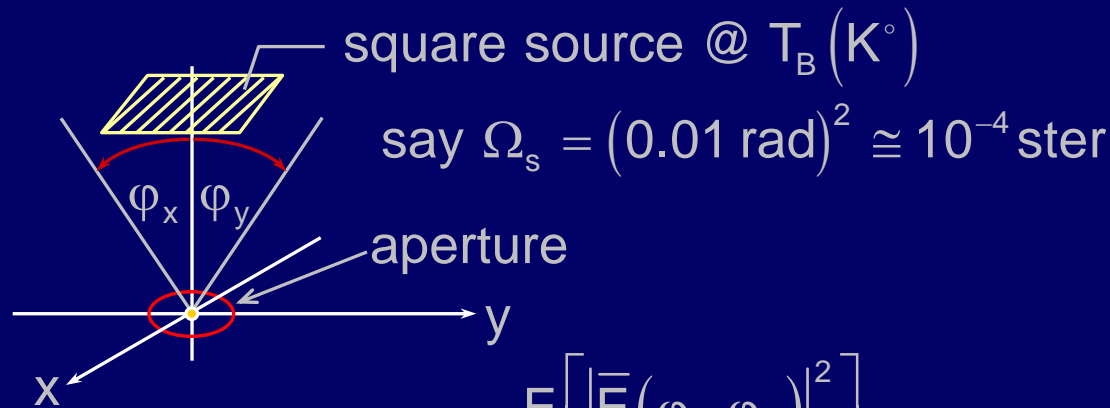 square source @ T_B (K°)
say Ω_s = (0.01 rad)² ≅ 10⁻⁴ ster
φ_x φ_y
aperture
y
x